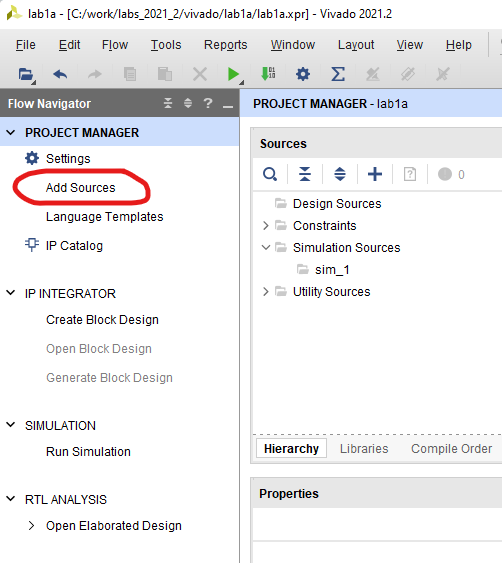 lab1a - [C:/work/labs_2021_2/vivado/lab1a/lab1a.xpr] - Vivado 2021.2
File Edit Flow Tools Reports Window Layout View Help
Flow Navigator
PROJECT MANAGER
Settings
Add Sources
Language Templates
IP Catalog
IP INTEGRATOR
Create Block Design
Open Block Design
Generate Block Design
SIMULATION
Run Simulation
RTL ANALYSIS
Open Elaborated Design
PROJECT MANAGER - lab1a
Sources
0
Design Sources
Constraints
Simulation Sources
sim_1
Utility Sources
Hierarchy Libraries Compile Order
Properties